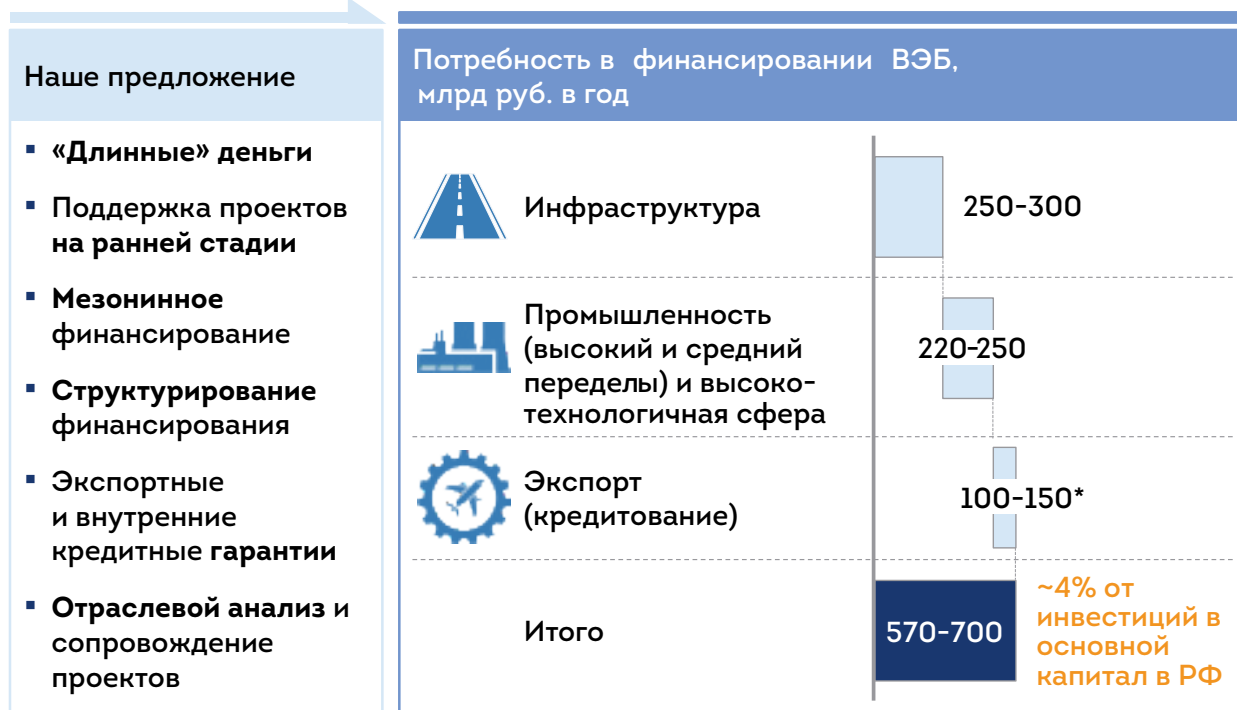 Наше предложение
«Длинные» деньги
Поддержка проектов
на ранней стадии
Мезонинное
финансирование
Структурирование
финансирования
Экспортные
и внутренние
кредитные гарантии
Отраслевой анализ и
сопровождение
проектов
Потребность в финансировании ВЭБ,
млрд руб. в год
Инфраструктура
250-300
Промышленность
(высокий и средний
переделы) и высоко-
технологичная сфера
220-250
Экспорт
(кредитование)
100-150*
Итого
570-700
~4% от
инвестиций в
основной
капитал в РФ